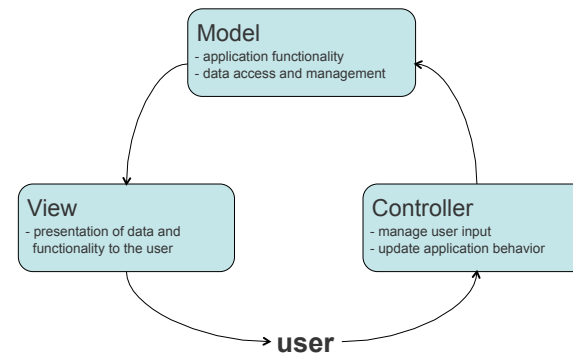 Model
- application functionality
- data access and management
View
- presentation of data and
functionality to the user
Controller
- manage user input
- update application behavior
user